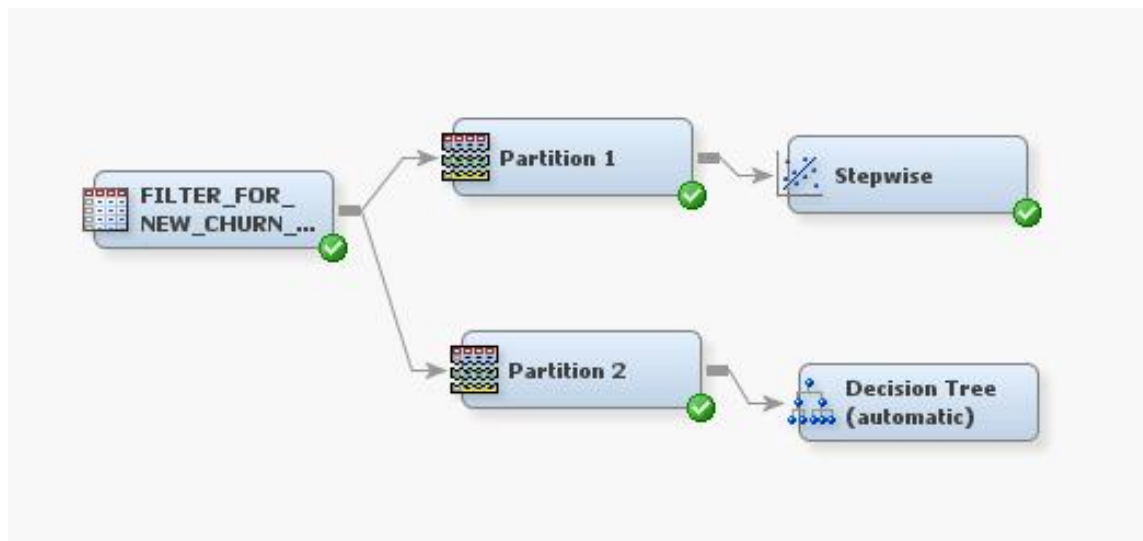 FILTER_FOR_
NEW_CHURN_...
Partition 1
Stepwise
Partition 2
Decision Tree
(automatic)